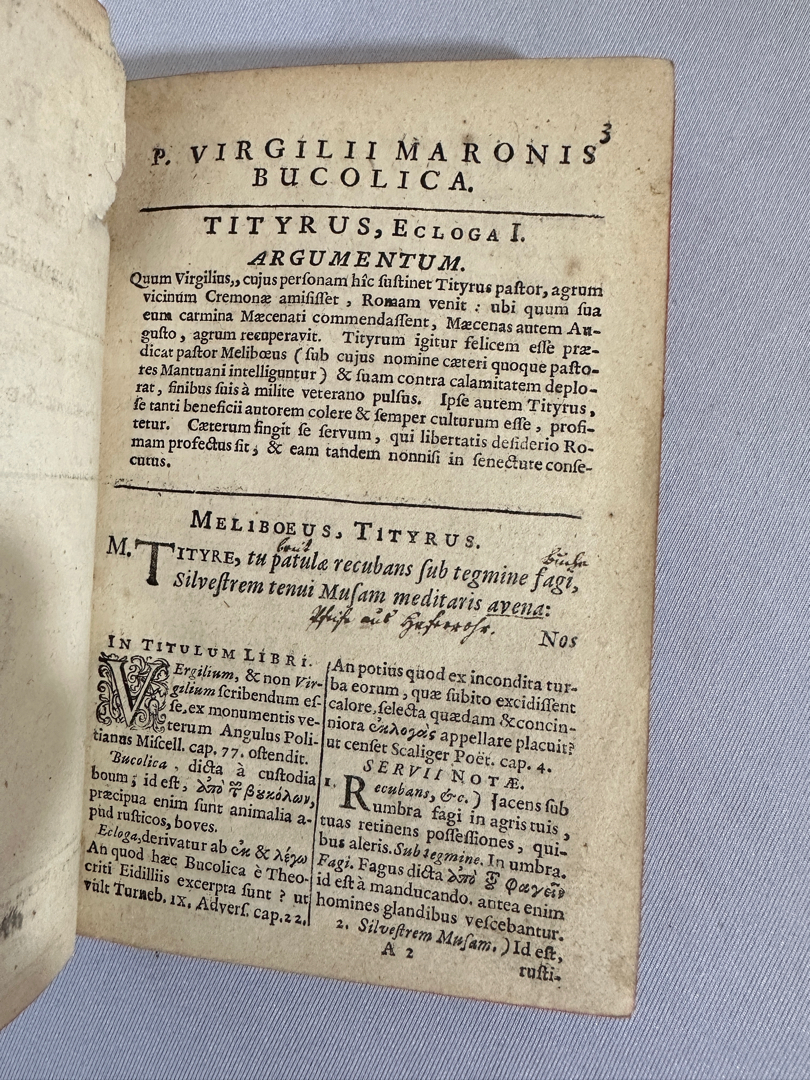 3
P. VIRGILII MARONIS
BUCOLICA.
TITYRUS, ECLOGA I.
ARGUMENTUM.
Quum Virgilius,, cujus perſonam hîc ſuſtinet Tityrus paſtor, agrum
vicinum Cremonæ amiſiſſet, Romam venit: ubi quum ſua
eum carmina Mæcenati commendaſſent, Mæcenas autem Au-
guſto, agrum recuperavit. Tityrum igitur felicem eſſe præ-
dicat paſtor Melibœus (ſub cujus nomine cæteri quoque paſto-
res Mantuani intelliguntur) & ſuam contra calamitatem deplo-
rat, finibus ſuis à milite veterano pulſus. Ipſe autem Tityrus,
ſe tanti beneficii autorem colere & ſemper culturum eſſe, profi-
tetur. Cæterum fingit ſe ſervum, qui libertatis deſiderio Ro-
mam profectus ſit, & eam tandem nonniſi in ſenectute conſe-
cutus.
MELIBOEUS, TITYRUS.
breit Buche
M. TITYRE, tu patulæ recubans ſub tegmine fagi,
Silveſtrem tenui Muſam meditaris avena:
Pfeife aus Haferrohr.
Nos
IN TITULUM LIBRI.
VErgilium, & non Vir-
gilium ſcribendum eſ-
ſe, ex monumentis ve-
terum Angulus Poli-
tianus Miſcell. cap. 77. oſtendit.
Bucolica, dicta à cuſtodia
boum; id eſt, ἀπὸ τ͂ βυκόλων,
præcipua enim ſunt animalia a-
pud ruſticos, boves.
Ecloga, derivatur ab ἐκ & λέγω
An quod hæc Bucolica è Theo-
criti Eidilliis excerpta ſunt? ut
vult Turneb. IX. Adverſ. cap. 22.
An potius quod ex incondita tur-
ba eorum, quæ ſubito excidiſſent
calore, ſelecta quædam & concin-
niora ἐκλογὰς appellare placuit?
ut cenſet Scaliger Poët. cap. 4.
SERVII NOTÆ.
1. Recubans, &c.) Jacens ſub
umbra fagi in agris tuis,
tuas retinens poſſeſſiones, qui-
bus aleris. Sub tegmine. In umbra.
Fagi. Fagus dicta ἀπὸ τ͂ φαγεῖν
id eſt à manducando. antea enim
homines glandibus veſcebantur.
2. Silveſtrem Muſam.) Id eſt,
A 2
ruſti-